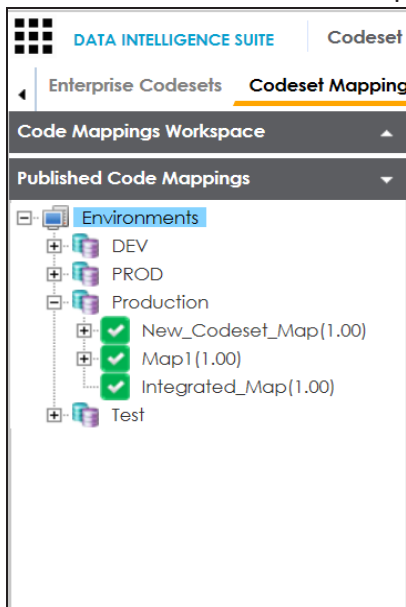 DATA INTELLIGENCE SUITE Codeset
Enterprise Codesets Codeset Mapping
Code Mappings Workspace
Published Code Mappings
Environments
DEV
PROD
Production
New_Codeset_Map(1.00)
Map1(1.00)
Integrated_Map(1.00)
Test